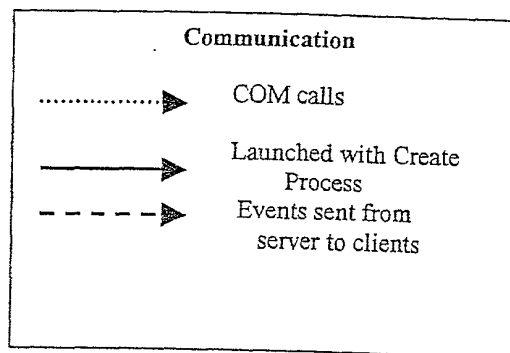 Communication
COM calls
Launched with Create
Process
Events sent from
server to clients